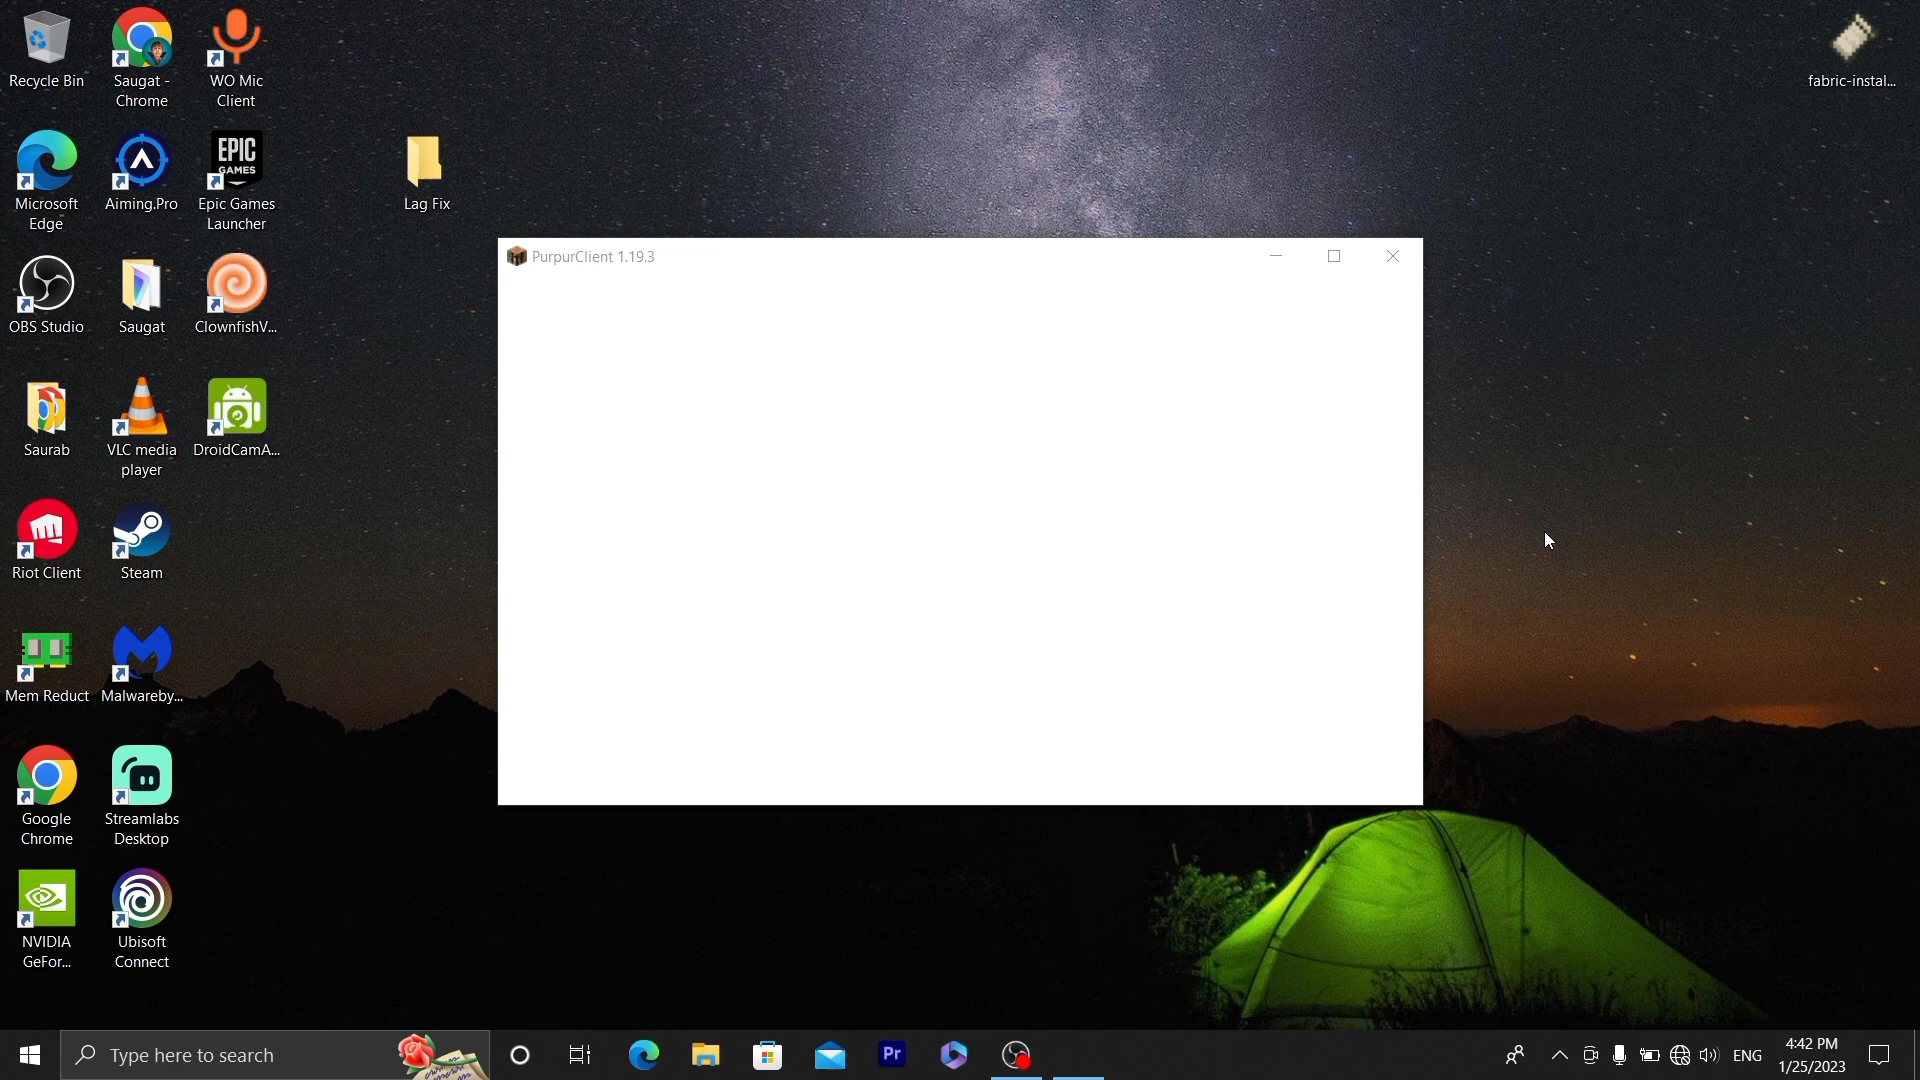 Recycle Bin
Saugat -
Chrome
WO Mic
Client
fabric-instal...
Microsoft
Edge
Aiming.Pro
EPIC
GAMES
Epic Games
Launcher
Lag Fix
PurpurClient 1.19.3
OBS Studio
Saugat
ClownfishV...
Saurab
VLC media
player
DroidCamA...
Riot Client
Steam
Mem Reduct
Malwareby...
Google
Chrome
Streamlabs
Desktop
NVIDIA
GeFor...
Ubisoft
Connect
Type here to search
Pr
ENG
4:42 PM
1/25/2023